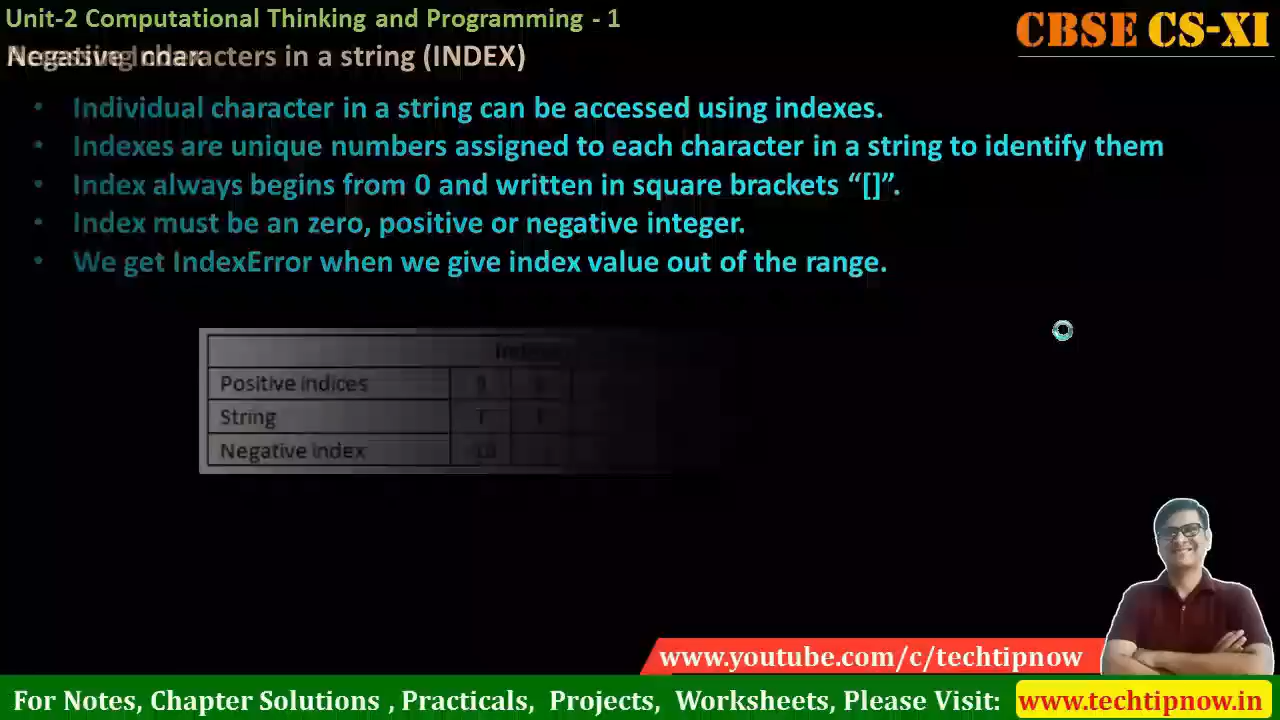 Unit-2 Computational Thinking and Programming - 1
CBSE CS-XI
characters in a string (INDEX)
• Individual character in a string can be accessed using indexes.
• Indexes are unique numbers assigned to each character in a string to identify them
• Index always begins from 0 and written in square brackets “[]”.
• Index must be an zero, positive or negative integer.
• We get IndexError when we give index value out of the range.
Positive indices
String
Negative index
www.youtube.com/c/techtipnow
For Notes, Chapter Solutions , Practicals, Projects, Worksheets, Please Visit: www.techtipnow.in